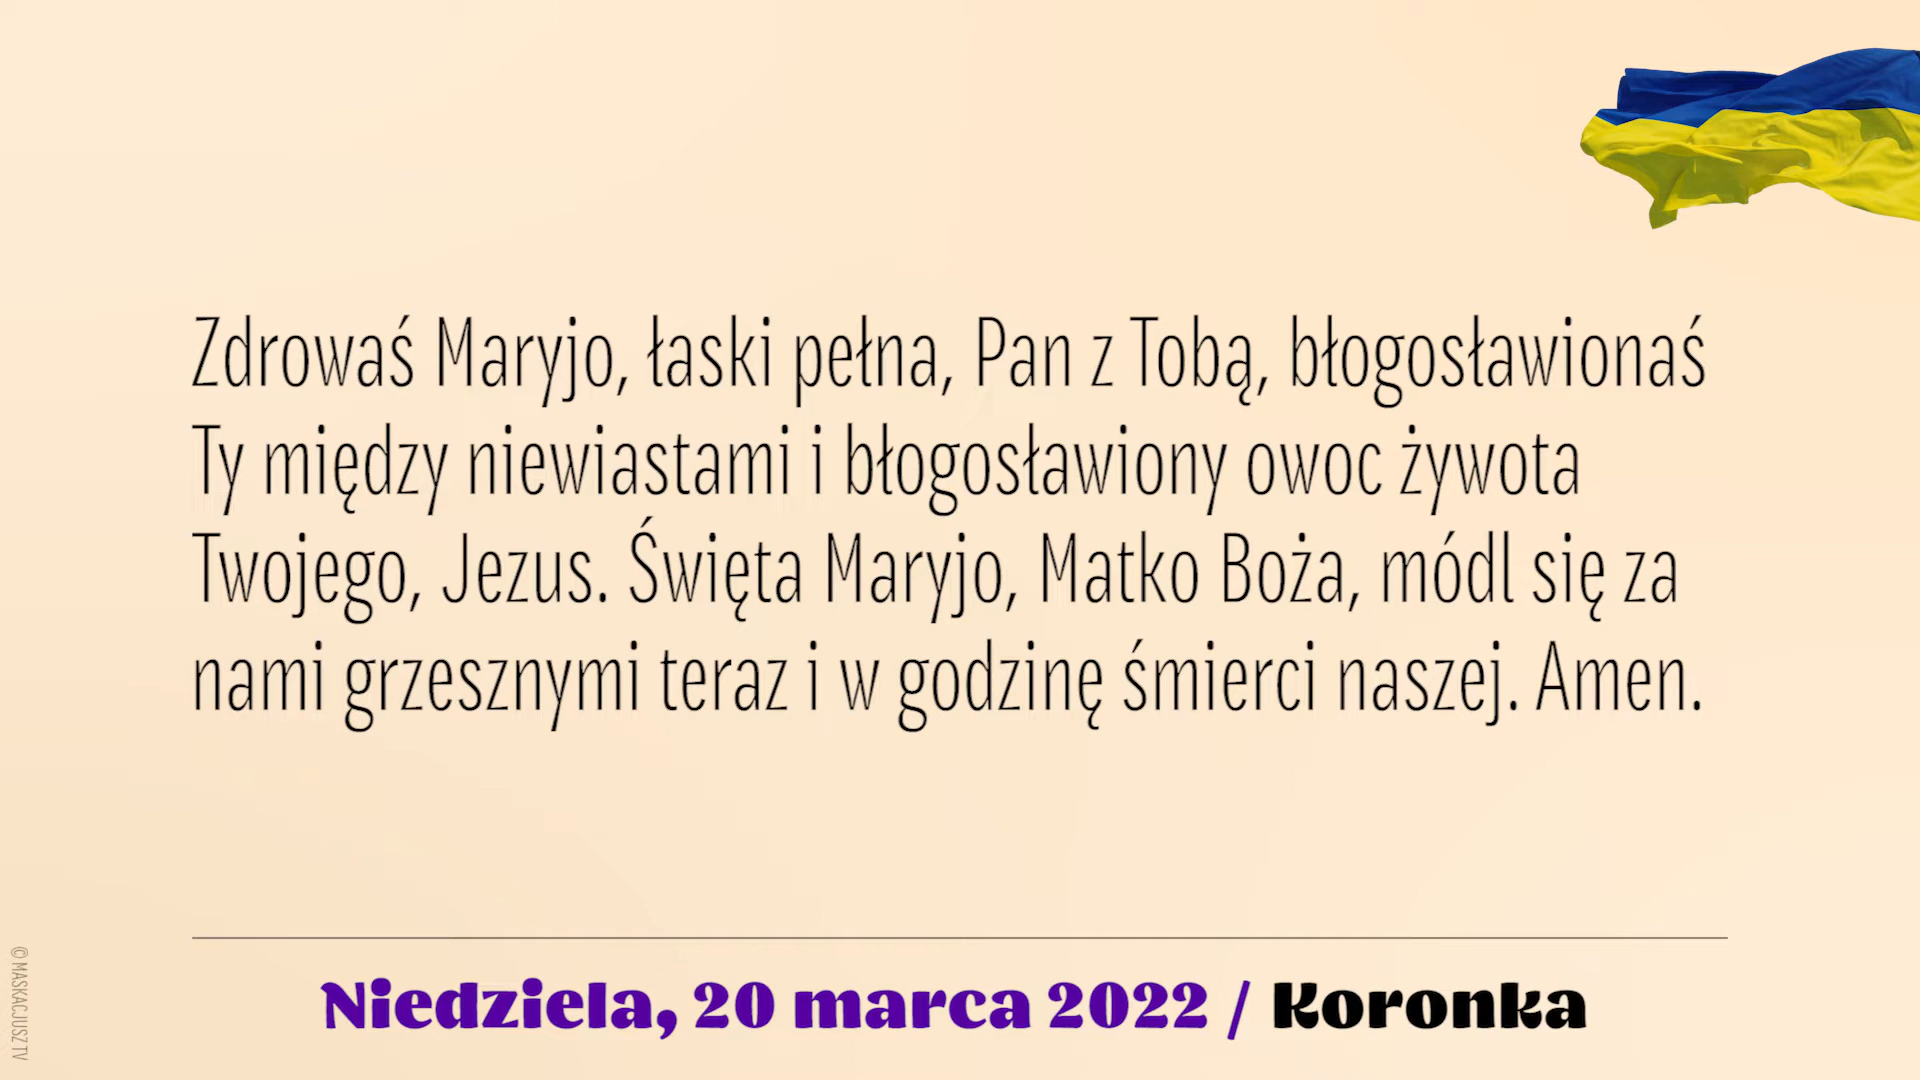 Zdrowaś Maryjo, łaski pełna, Pan z Tobą, błogosławionaś
Ty między niewiastami i błogosławiony owoc żywota
Twojego, Jezus. Święta Maryjo, Matko Boża, módl się za
nami grzesznymi teraz i w godzinę śmierci naszej. Amen.
Niedziela, 20 marca 2022 / Koronka
© MASKACJUSZ TV